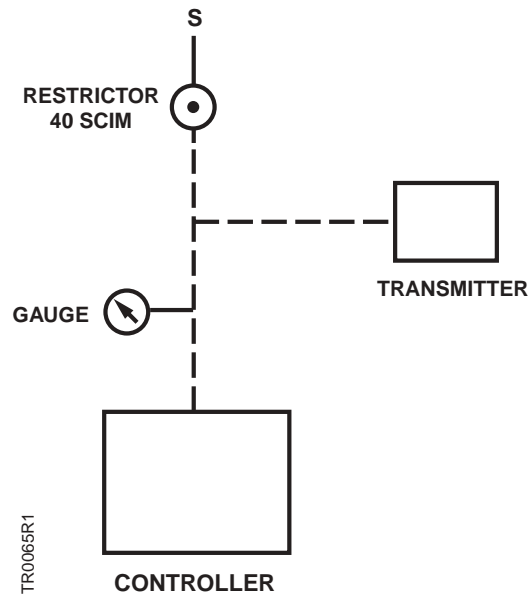 S
RESTRICTOR
40 SCIM
TRANSMITTER
GAUGE
CONTROLLER
TR0065R1